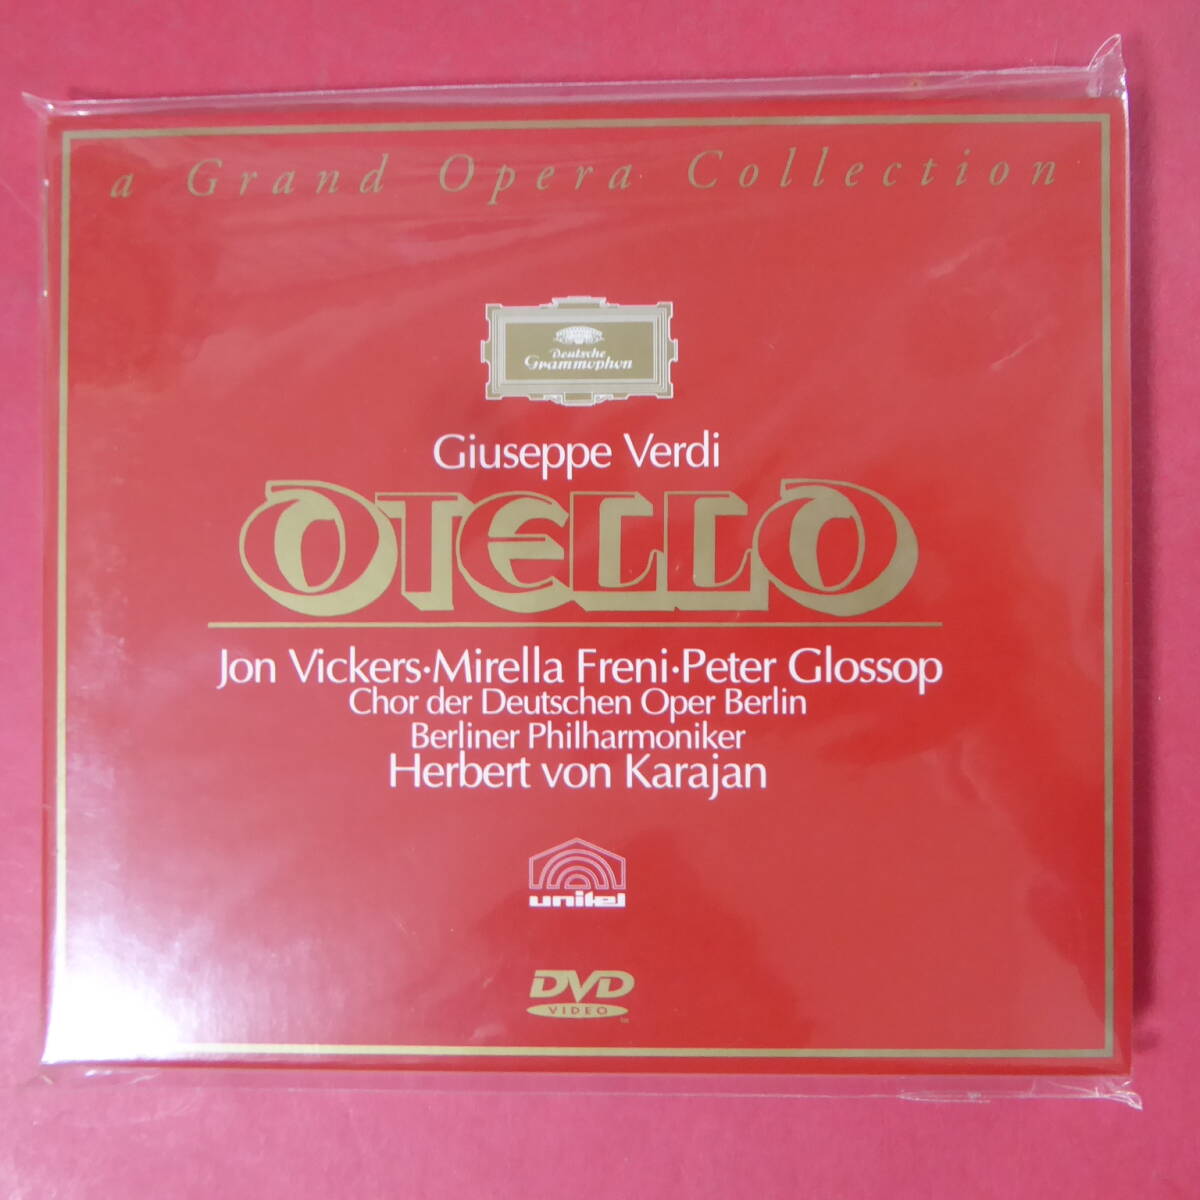 a Grand Opera Collection
Deutsche
Grammophon
Giuseppe Verdi
OTELLO
Jon Vickers·Mirella Freni·Peter Glossop
Chor der Deutschen Oper Berlin
Berliner Philharmoniker
Herbert von Karajan
unitel
DVD
VIDEO
TM